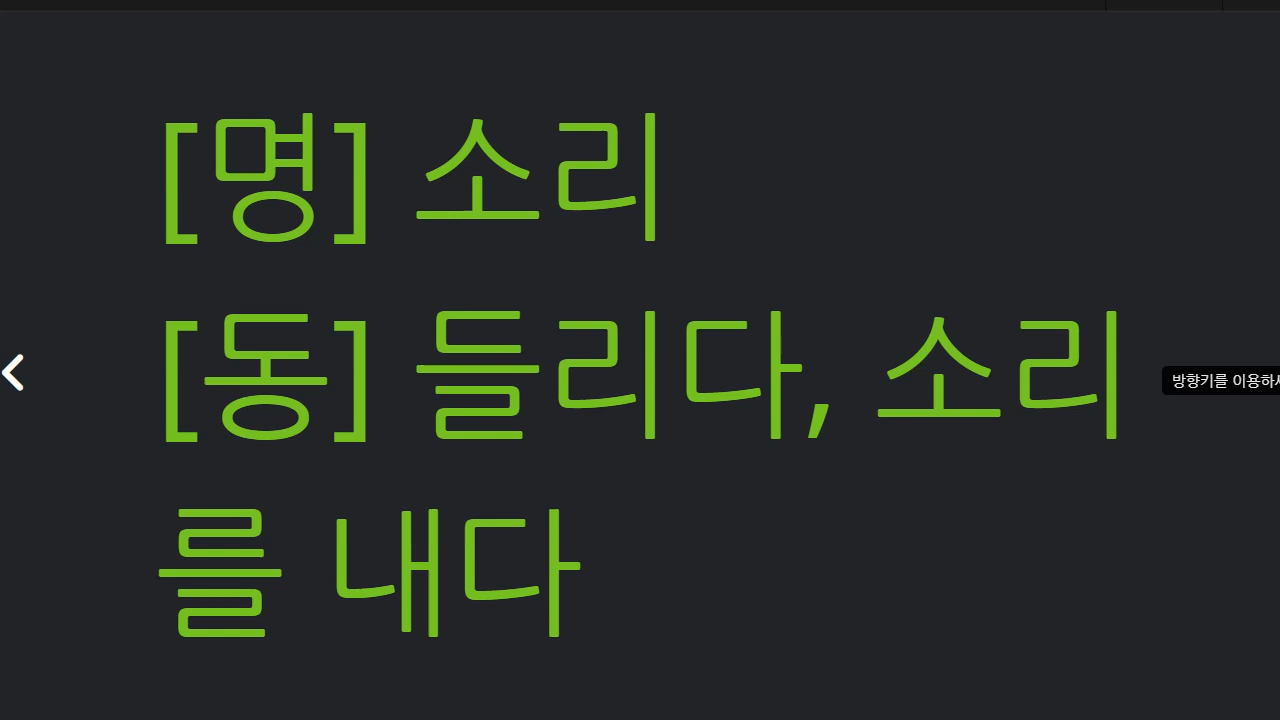 [명] 소리
[동] 들리다, 소리
를 내다
방향키를 이용하